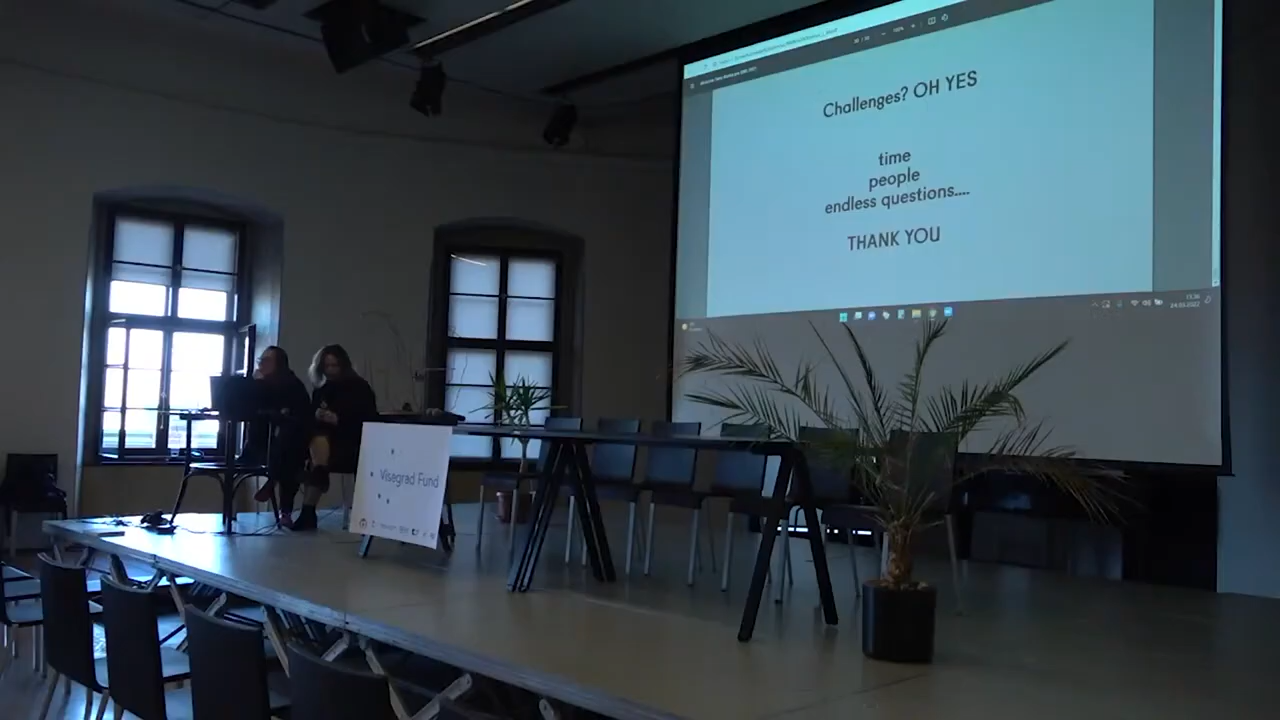 Challenges? OH YES
time
people
endless questions....
THANK YOU
Visegrad Fund